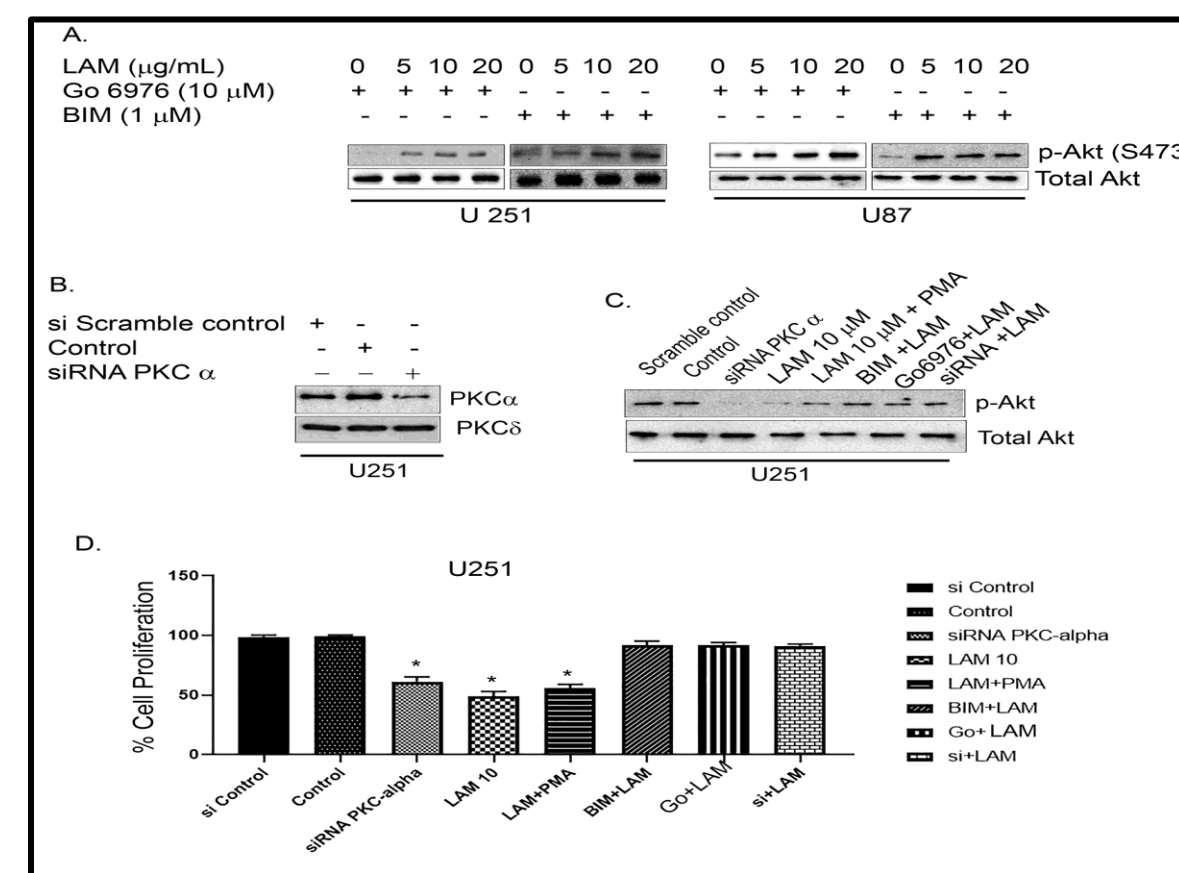 A.
LAM (μg/mL) 0 5 10 20 0 5 10 20 0 5 10 20 0 5 10 20
Go 6976 (10 μM) + + + + - - - - + + + + - - - -
BIM (1 μM) - - - - + + + + - - - - + + + +
p-Akt (S473
Total Akt
U 251 U87
B.
si Scramble control + - -
Control - + -
siRNA PKC α – – +
PKCα
PKCδ
U251
C.
Scramble control
Control
siRNA PKC α
LAM 10 μM
LAM 10 μM + PMA
BIM +LAM
Go6976+LAM
siRNA +LAM
p-Akt
Total Akt
U251
D.
U251
% Cell Proliferation
150
100
50
0
* * *
si Control
Control
siRNA PKC-alpha
LAM 10
LAM+PMA
BIM+LAM
Go+LAM
si+LAM
si Control
Control
siRNA PKC-alpha
LAM 10
LAM+PMA
BIM+LAM
Go+ LAM
si+LAM